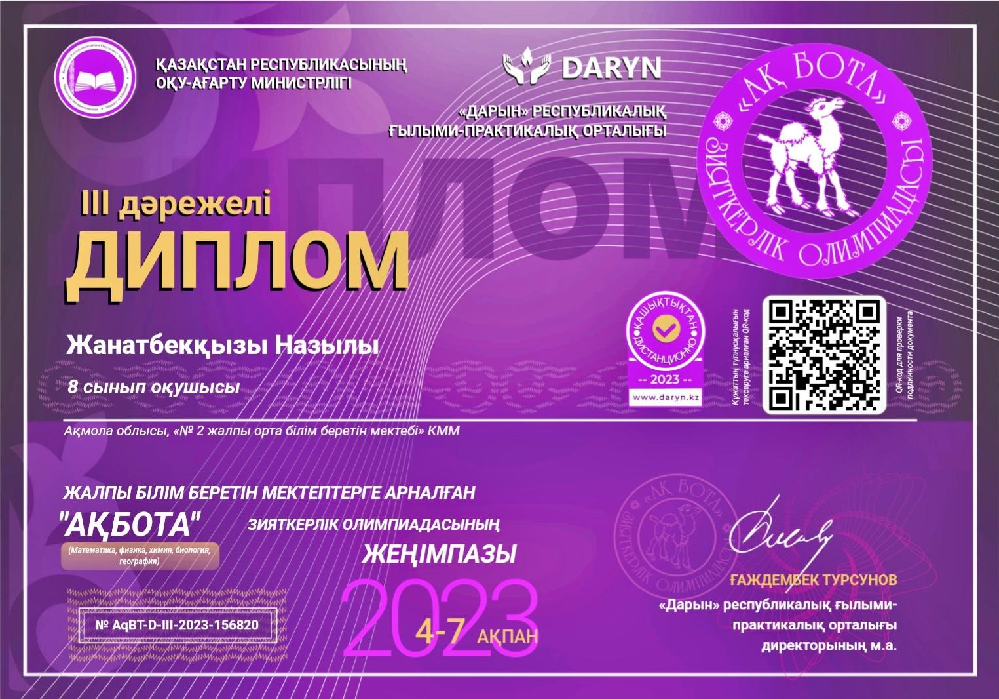 ҚАЗАҚСТАН РЕСПУБЛИКАСЫНЫҢ
ОҚУ-АҒАРТУ МИНИСТРЛІГІ
DARYN
«ДАРЫН» РЕСПУБЛИКАЛЫҚ
ҒЫЛЫМИ-ПРАКТИКАЛЫҚ ОРТАЛЫҒЫ
«АҚ БОТА»
ЗИЯТКЕРЛІК ОЛИМПИАДАСЫ
III дәрежелі
ДИПЛОМ
Жанатбекқызы Назылы
8 сынып оқушысы
Ақмола облысы, «№ 2 жалпы орта білім беретін мектебі» КММ
ҚАШЫҚТЫҚТАН
ДИСТАНЦИОННО
-- 2023 --
www.daryn.kz
Құжаттың түпнұсқалығын
тексеруге арналған QR-код
QR-код для проверки
подлинности документа
ЖАЛПЫ БІЛІМ БЕРЕТІН МЕКТЕПТЕРГЕ АРНАЛҒАН
"АҚБОТА" ЗИЯТКЕРЛІК ОЛИМПИАДАСЫНЫҢ
(Математика, физика, химия, биология,
география)
ЖЕҢІМПАЗЫ
2023
4-7 АҚПАН
№ AqBT-D-III-2023-156820
«АҚ БОТА»
ЗИЯТКЕРЛІК ОЛИМПИАДАСЫ
ҒАЖДЕМБЕК ТУРСУНОВ
«Дарын» республикалық ғылыми-
практикалық орталығы
директорының м.а.